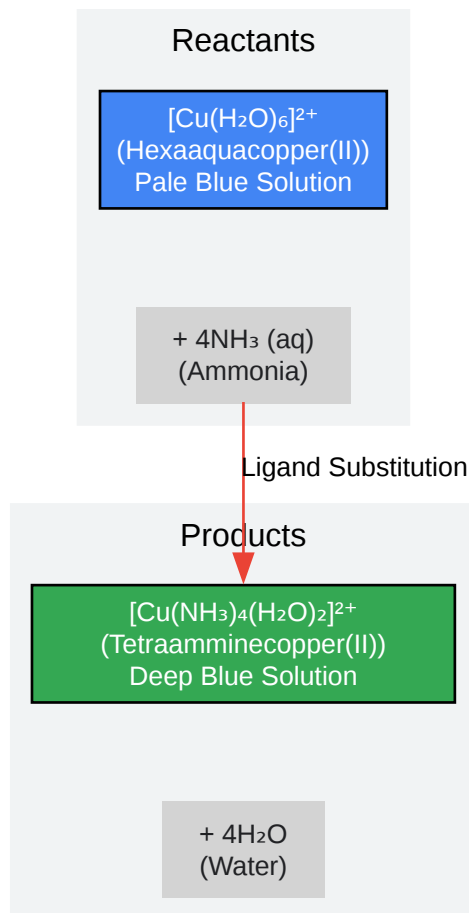 Reactants
[Cu(H₂O)₆]²⁺
(Hexaaquacopper(II))
Pale Blue Solution
+ 4NH₃ (aq)
(Ammonia)
Ligand Substitution
Products
[Cu(NH₃)₄(H₂O)₂]²⁺
(Tetraamminecopper(II))
Deep Blue Solution
+ 4H₂O
(Water)